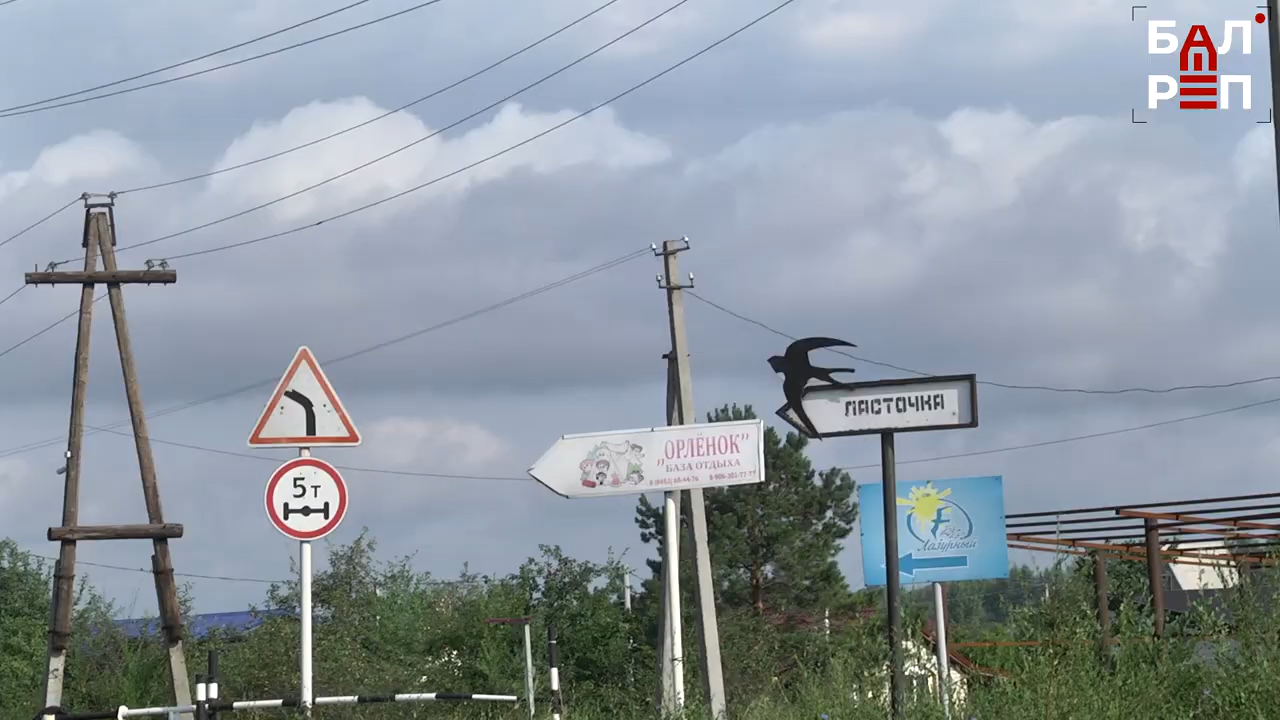 БАЛ
РЕП
5т
"ОРЛЁНОК"
БАЗА ОТДЫХА
ЛАСТОЧКА
Лазурный